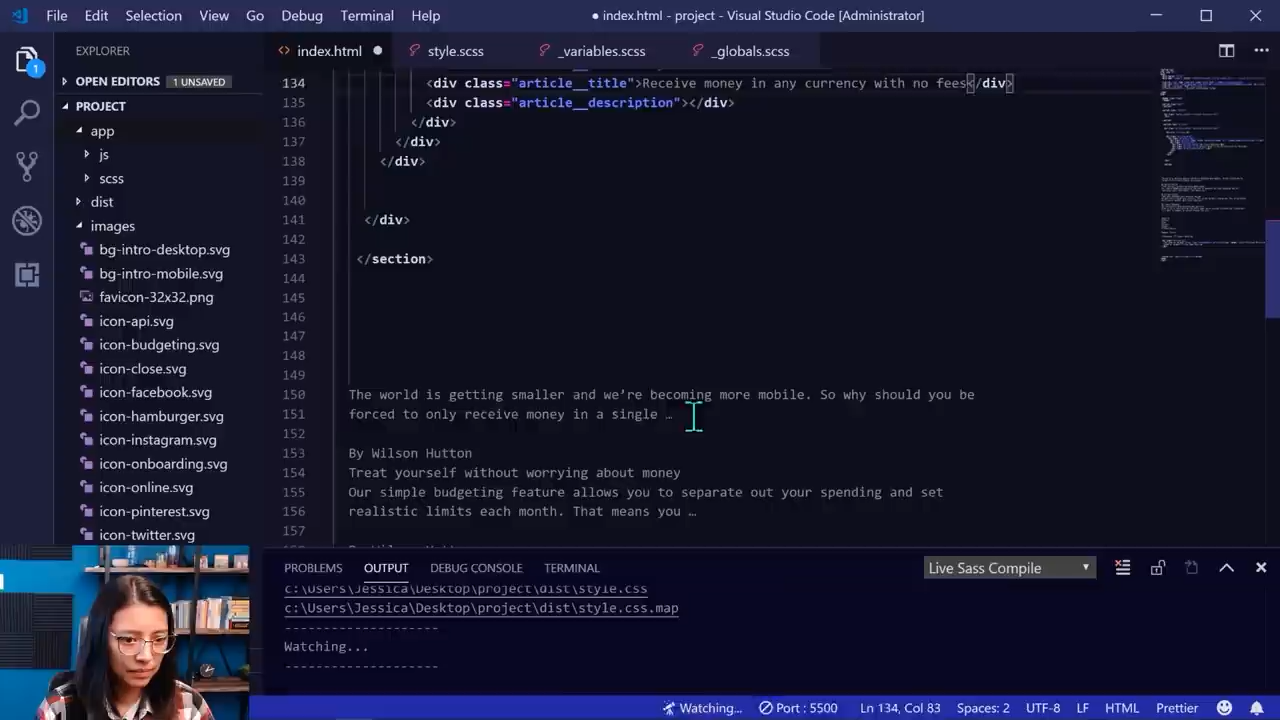 File Edit Selection View Go Debug Terminal Help
● index.html - project - Visual Studio Code [Administrator]
EXPLORER
OPEN EDITORS 1 UNSAVED
PROJECT
app
js
scss
dist
images
bg-intro-desktop.svg
bg-intro-mobile.svg
favicon-32x32.png
icon-api.svg
icon-budgeting.svg
icon-close.svg
icon-facebook.svg
icon-hamburger.svg
icon-instagram.svg
icon-onboarding.svg
icon-online.svg
icon-pinterest.svg
icon-twitter.svg
1
<> index.html ● style.scss _variables.scss _globals.scss
134 <div class="article__title">Receive money in any currency with no fees</div>
135 <div class="article__description"></div>
136 </div>
137 </div>
138 </div>
139
140
141 </div>
142
143 </section>
144
145
146
147
148
149
150 The world is getting smaller and we’re becoming more mobile. So why should you be
151 forced to only receive money in a single …
152
153 By Wilson Hutton
154 Treat yourself without worrying about money
155 Our simple budgeting feature allows you to separate out your spending and set
156 realistic limits each month. That means you …
157
PROBLEMS OUTPUT DEBUG CONSOLE TERMINAL
Live Sass Compile
c:\Users\Jessica\Desktop\project\dist\style.css
c:\Users\Jessica\Desktop\project\dist\style.css.map
--------------------
Watching...
--------------------
Watching... Port : 5500 Ln 134, Col 83 Spaces: 2 UTF-8 LF HTML Prettier